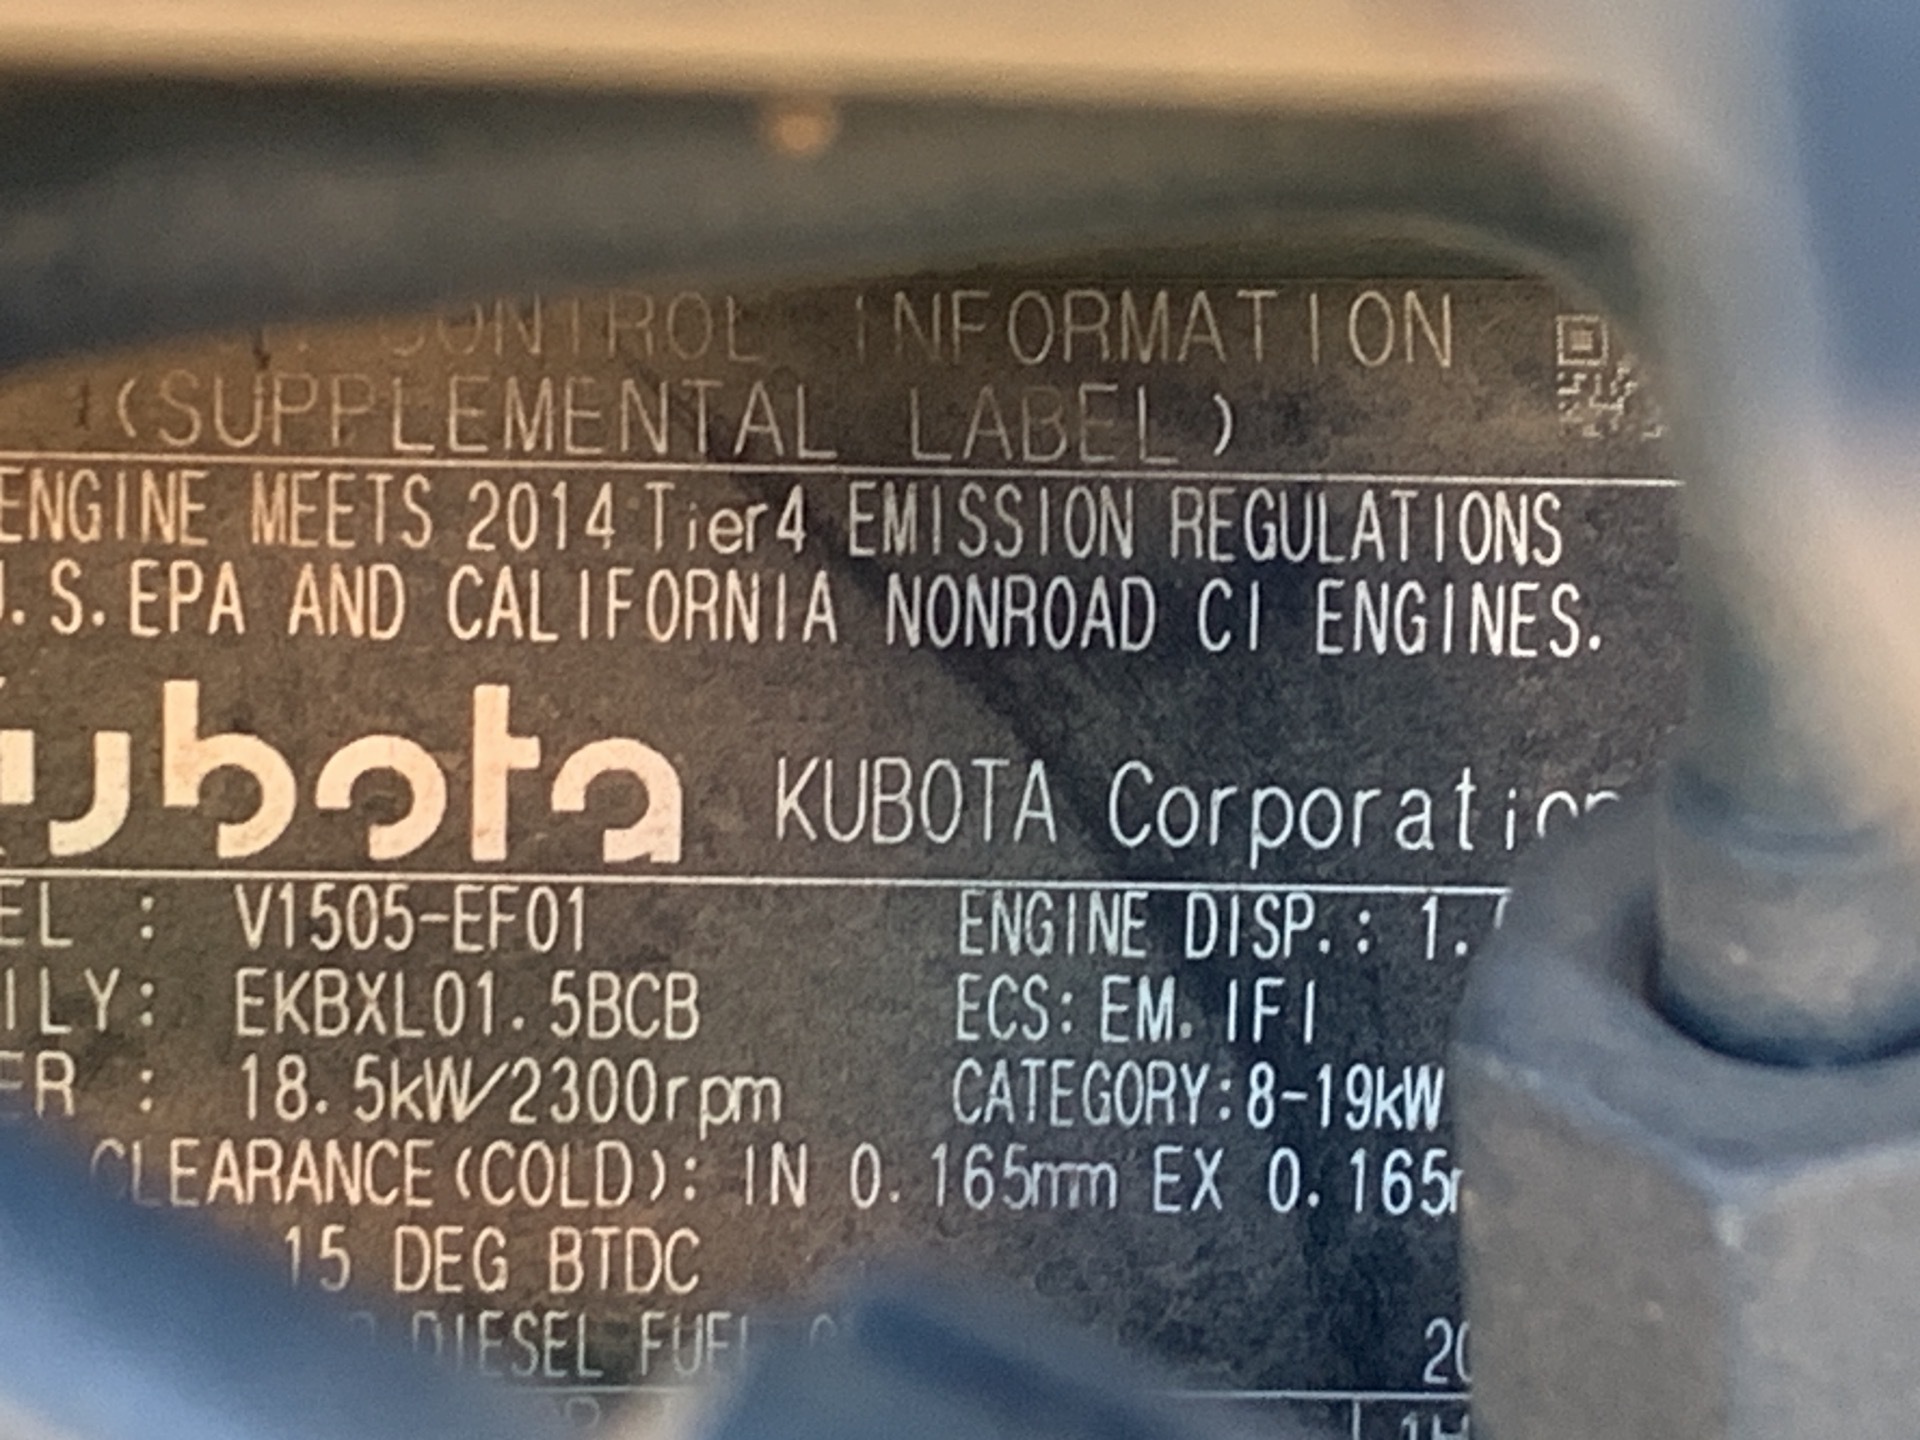 CONTROL INFORMATION
(SUPPLEMENTAL LABEL)
ENGINE MEETS 2014 Tier4 EMISSION REGULATIONS
U.S.EPA AND CALIFORNIA NONROAD CI ENGINES.
Kubota KUBOTA Corporation
EL : V1505-EF01 ENGINE DISP.: 1.
ILY: EKBXL01.5BCB ECS: EM. IFI
ER : 18.5kW/2300rpm CATEGORY:8-19kW
CLEARANCE(COLD): IN 0.165mm EX 0.165
15 DEG BTDC
DIESEL FUEL 20